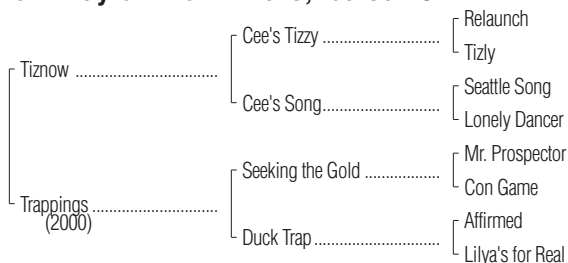 Relaunch
Cee's Tizzy ............................
Tizly
Tiznow ..................................
Seattle Song
Cee's Song............................
Lonely Dancer
Mr. Prospector
Seeking the Gold ..................
Con Game
Trappings ..............................
(2000)
Affirmed
Duck Trap ..............................
Lilya's for Real